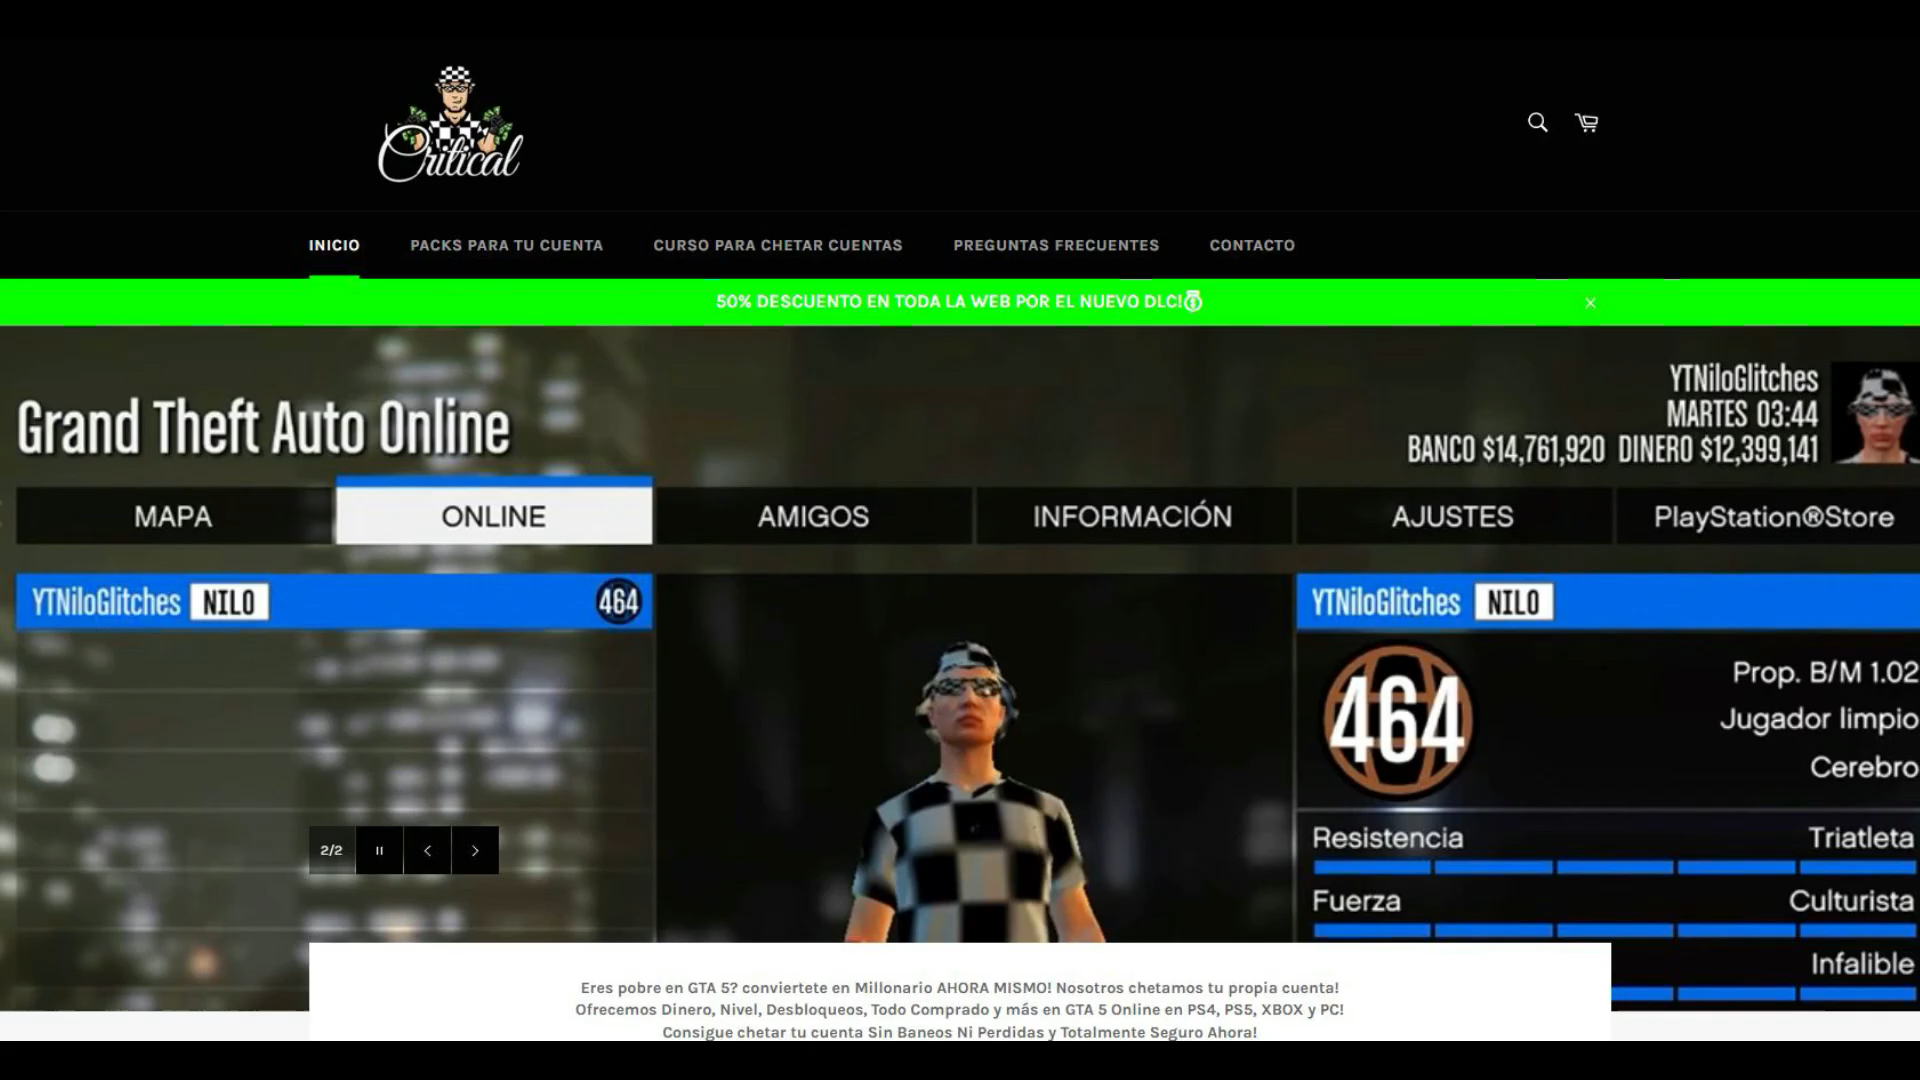 Critical
INICIO PACKS PARA TU CUENTA CURSO PARA CHETAR CUENTAS PREGUNTAS FRECUENTES CONTACTO
50% DESCUENTO EN TODA LA WEB POR EL NUEVO DLC!
YTNiloGlitches
MARTES 03:44
BANCO $14,761,920 DINERO $12,399,141
Grand Theft Auto Online
MAPA ONLINE AMIGOS INFORMACIÓN AJUSTES PlayStation®Store
YTNiloGlitches NILO 464
YTNiloGlitches NILO
464
Prop. B/M 1.02
Jugador limpio
Cerebro
Resistencia Triatleta
Fuerza Culturista
Infalible
2/2
Eres pobre en GTA 5? conviertete en Millonario AHORA MISMO! Nosotros chetamos tu propia cuenta!
Ofrecemos Dinero, Nivel, Desbloqueos, Todo Comprado y más en GTA 5 Online en PS4, PS5, XBOX y PC!
Consigue chetar tu cuenta Sin Baneos Ni Perdidas y Totalmente Seguro Ahora!